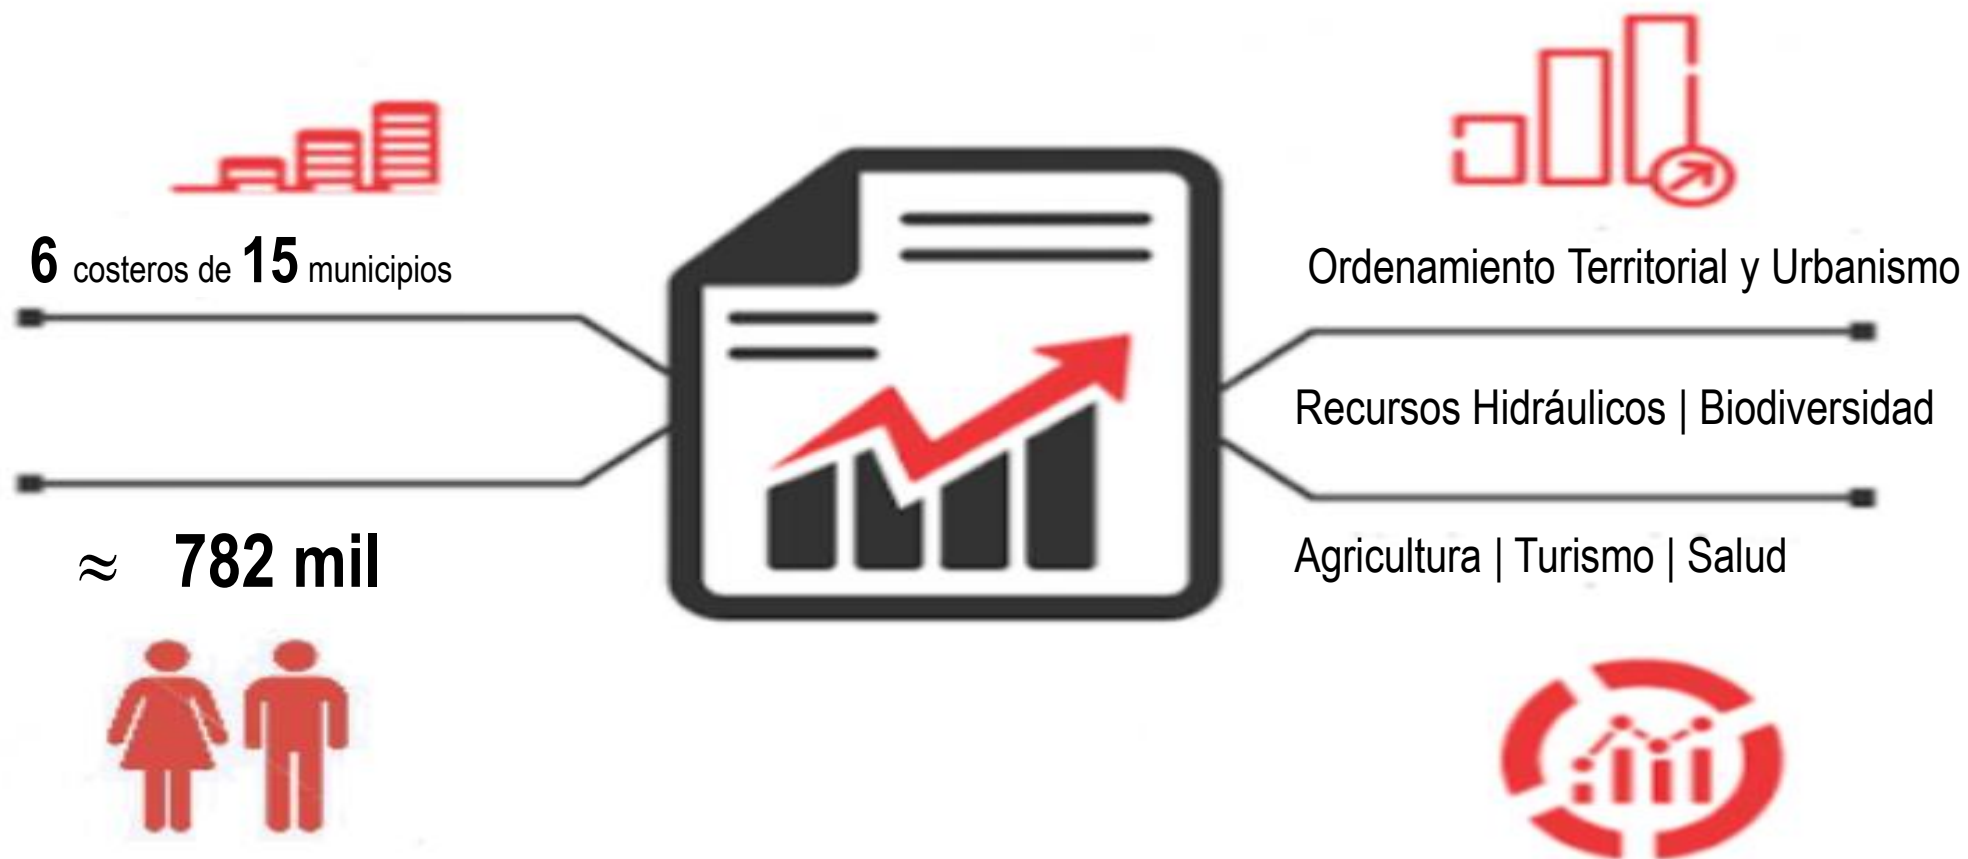 6 costeros de 15 municipios
≈ 782 mil
Ordenamiento Territorial y Urbanismo
Recursos Hidráulicos | Biodiversidad
Agricultura | Turismo | Salud